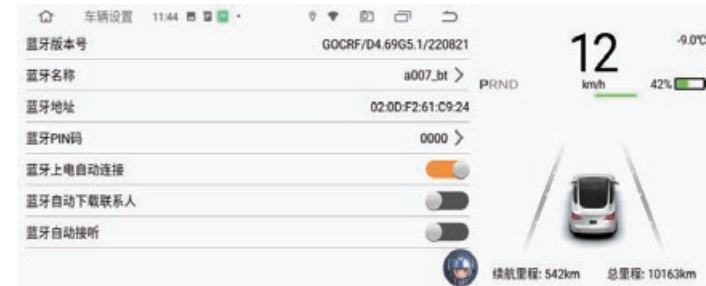 车辆设置 11:44
蓝牙版本号 GOCRF/D4.69G5.1/220821
蓝牙名称 a007_bt >
蓝牙地址 02:0D:F2:61:C9:24
蓝牙PIN码 0000 >
蓝牙上电自动连接
蓝牙自动下载联系人
蓝牙自动接听
12 -9.0℃
PRND km/h 42%
续航里程: 542km 总里程: 10163km